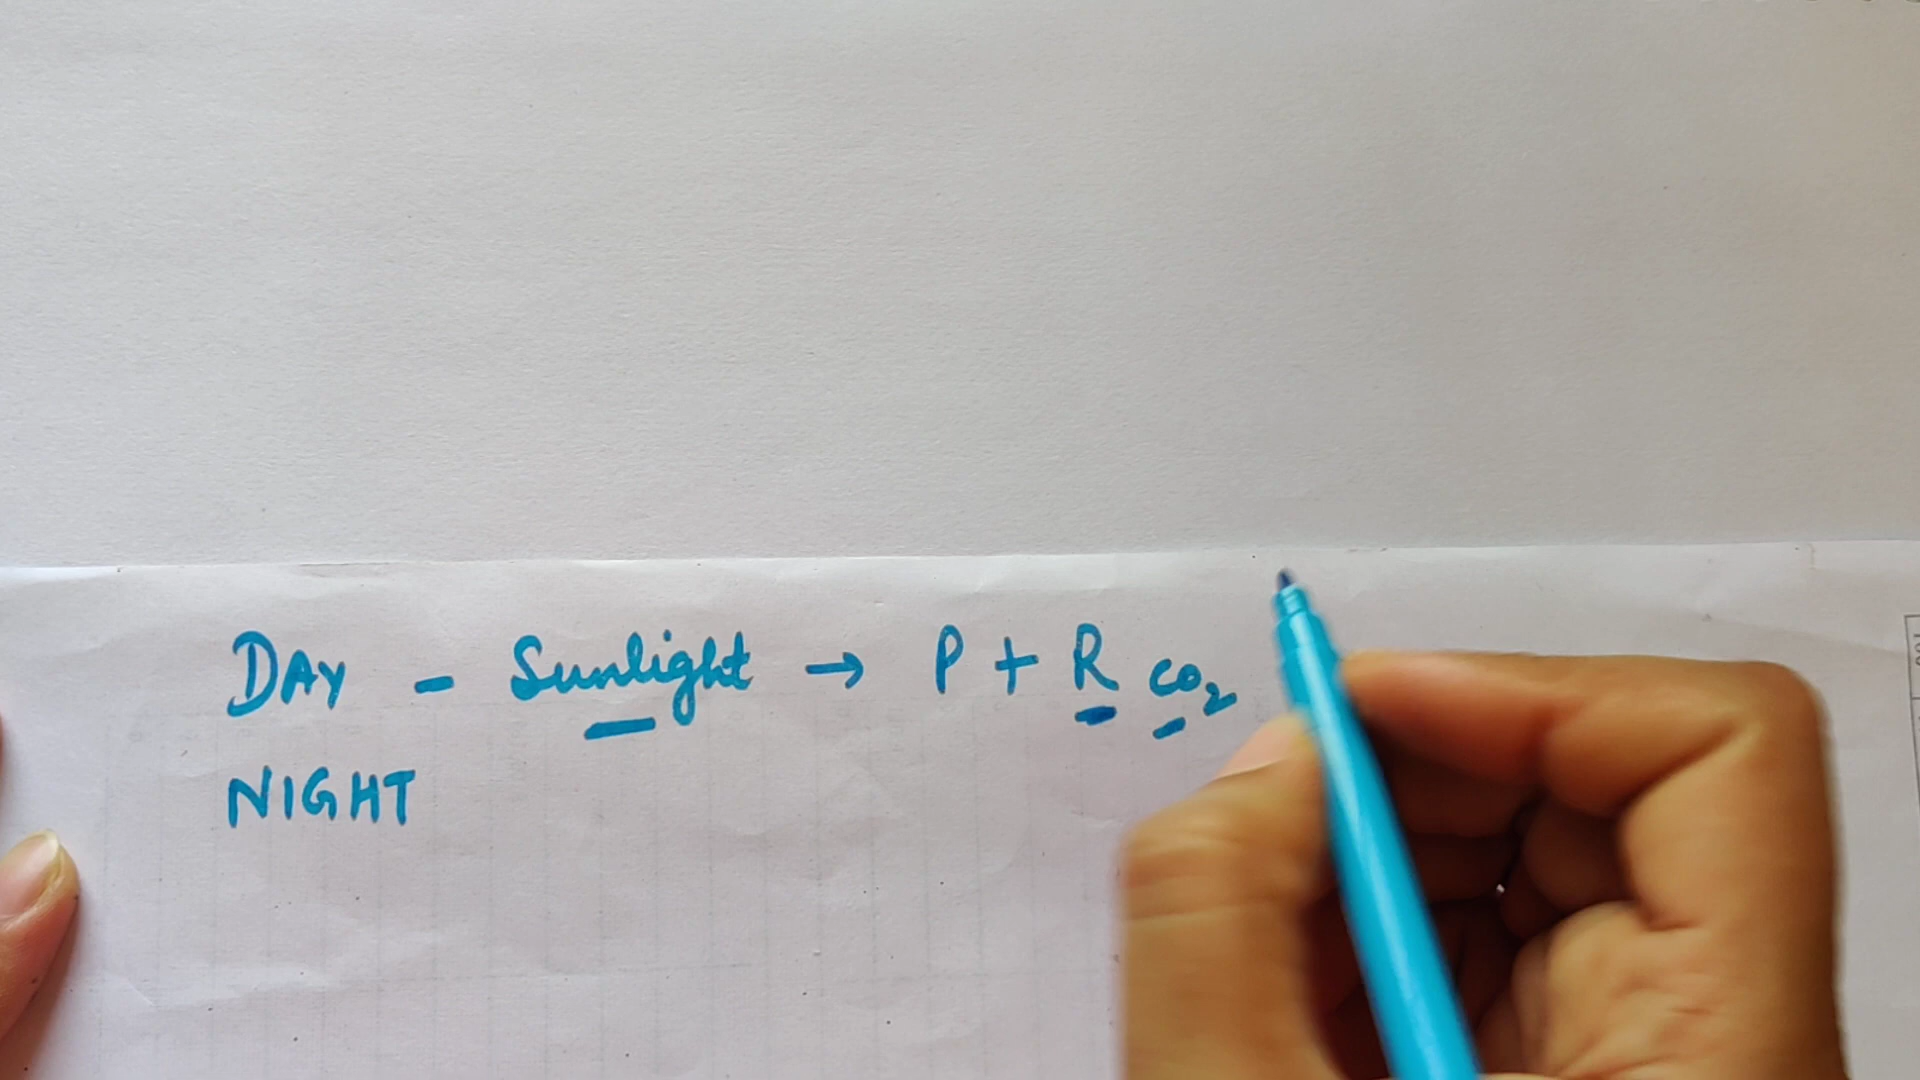 DAY - Sunlight → P + R CO₂
NIGHT